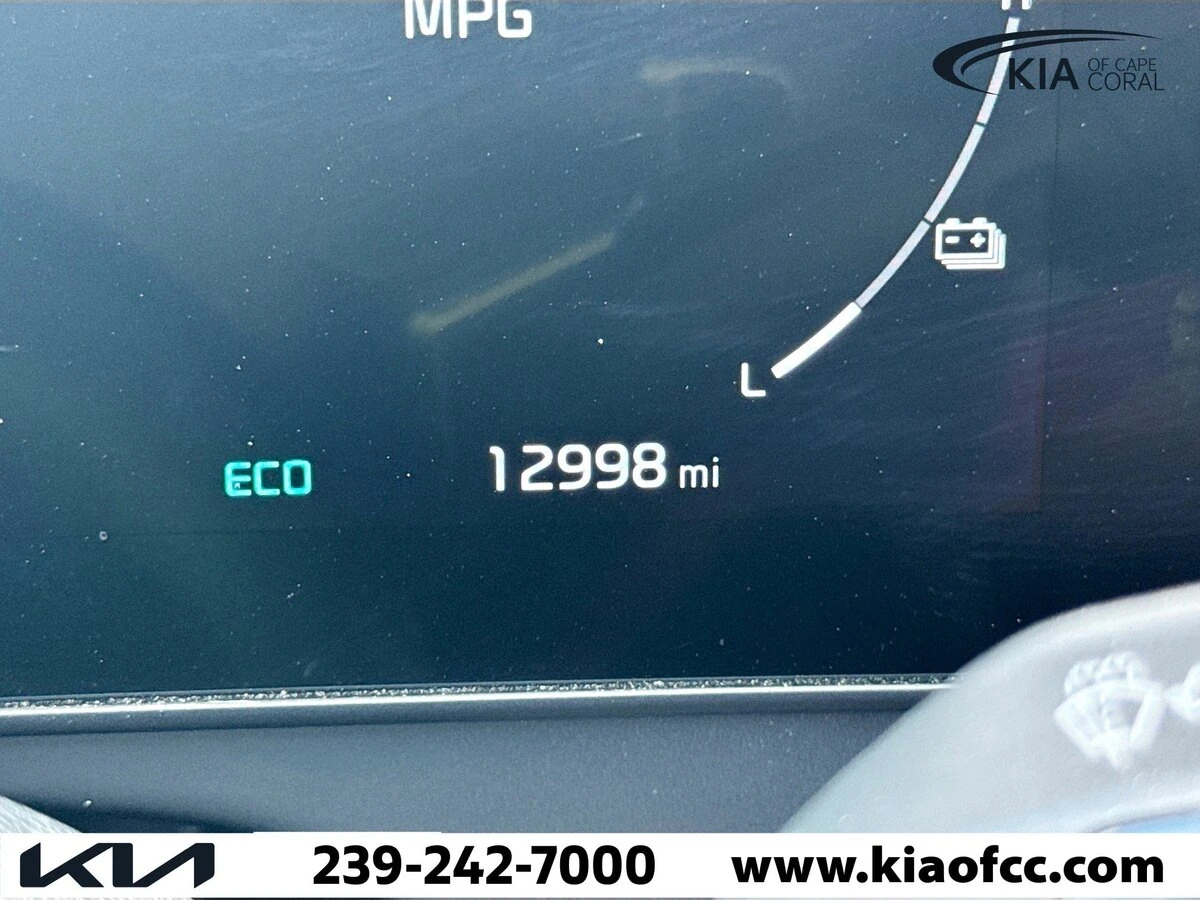 MPG
KIA OF CAPE CORAL
L
ECO 12998 mi
KIA 239-242-7000 www.kiaofcc.com